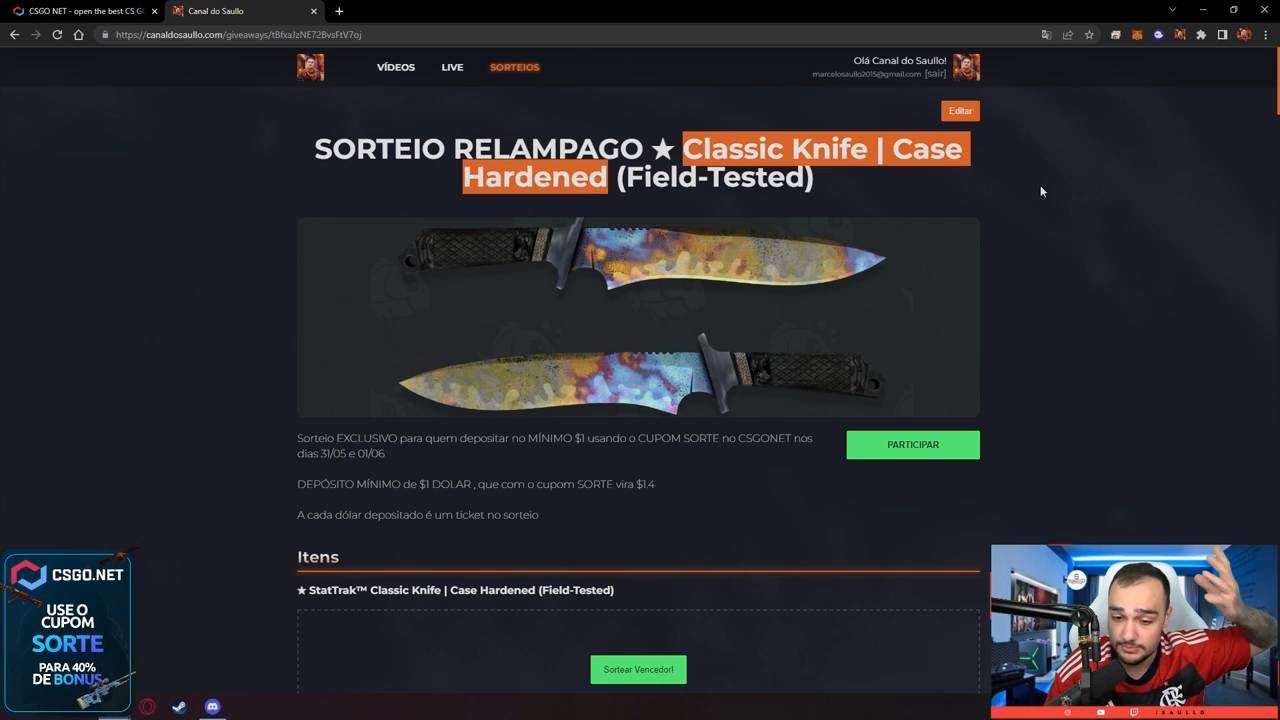 CSGO NET - open the best CS GO
Canal do Saullo
https://canaldosaullo.com/giveaways/tBfxaJzNE72BvsFtV7oj
VÍDEOS
LIVE
SORTEIOS
Olá Canal do Saullo!
marcelosaullo2015@gmail.com [sair]
Editar
SORTEIO RELAMPAGO ★ Classic Knife | Case
Hardened (Field-Tested)
Sorteio EXCLUSIVO para quem depositar no MÍNIMO $1 usando o CUPOM SORTE no CSGONET nos
dias 31/05 e 01/06
PARTICIPAR
DEPÓSITO MÍNIMO de $1 DOLAR , que com o cupom SORTE vira $1.4
A cada dólar depositado é um ticket no sorteio
Itens
★ StatTrak™ Classic Knife | Case Hardened (Field-Tested)
Sortear Vencedor!
CSGO.NET
USE O
CUPOM
SORTE
PARA 40%
DE BONUS
/SAULLO